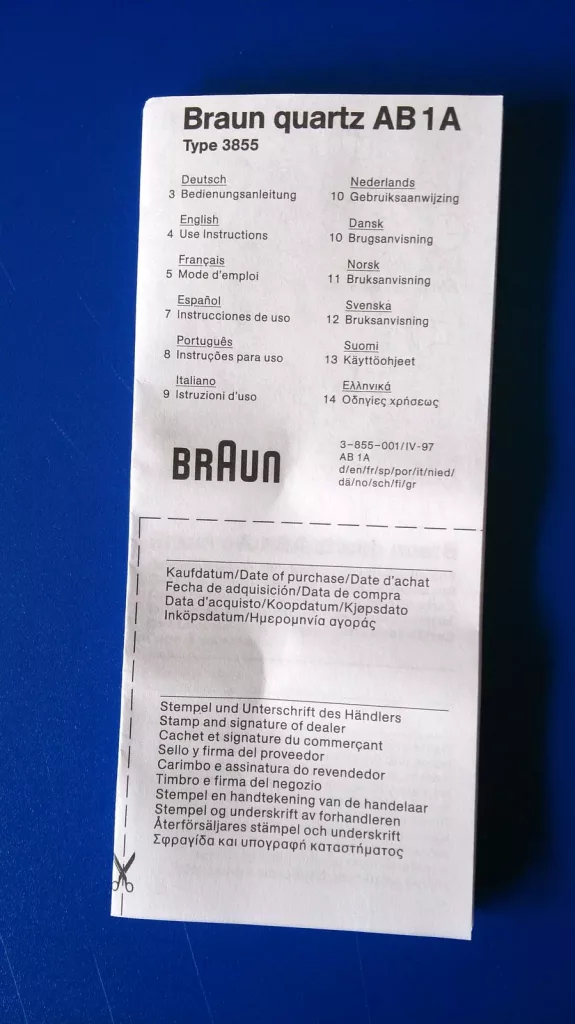 Braun quartz AB 1A
Type 3855
Deutsch
3 Bedienungsanleitung
English
4 Use Instructions
Français
5 Mode d'emploi
Español
7 Instrucciones de uso
Português
8 Instruções para uso
Italiano
9 Istruzioni d'uso
Nederlands
10 Gebruiksaanwijzing
Dansk
10 Brugsanvisning
Norsk
11 Bruksanvisning
Svenska
12 Bruksanvisning
Suomi
13 Käyttöohjeet
Ελληνικά
14 Οδηγίες χρήσεως
BRAUN
3–855–001/IV-97
AB 1A
d/en/fr/sp/por/it/nied/
dä/no/sch/fi/gr
Kaufdatum/Date of purchase/Date d'achat
Fecha de adquisición/Data de compra
Data d'acquisto/Koopdatum/Kjøpsdato
Inköpsdatum/Ημερομηνία αγοράς
Stempel und Unterschrift des Händlers
Stamp and signature of dealer
Cachet et signature du commerçant
Sello y firma del proveedor
Carimbo e assinatura do revendedor
Timbro e firma del negozio
Stempel en handtekening van de handelaar
Stempel og underskrift av forhandleren
Återförsäljares stämpel och underskrift
Σφραγίδα και υπογραφή καταστήματος